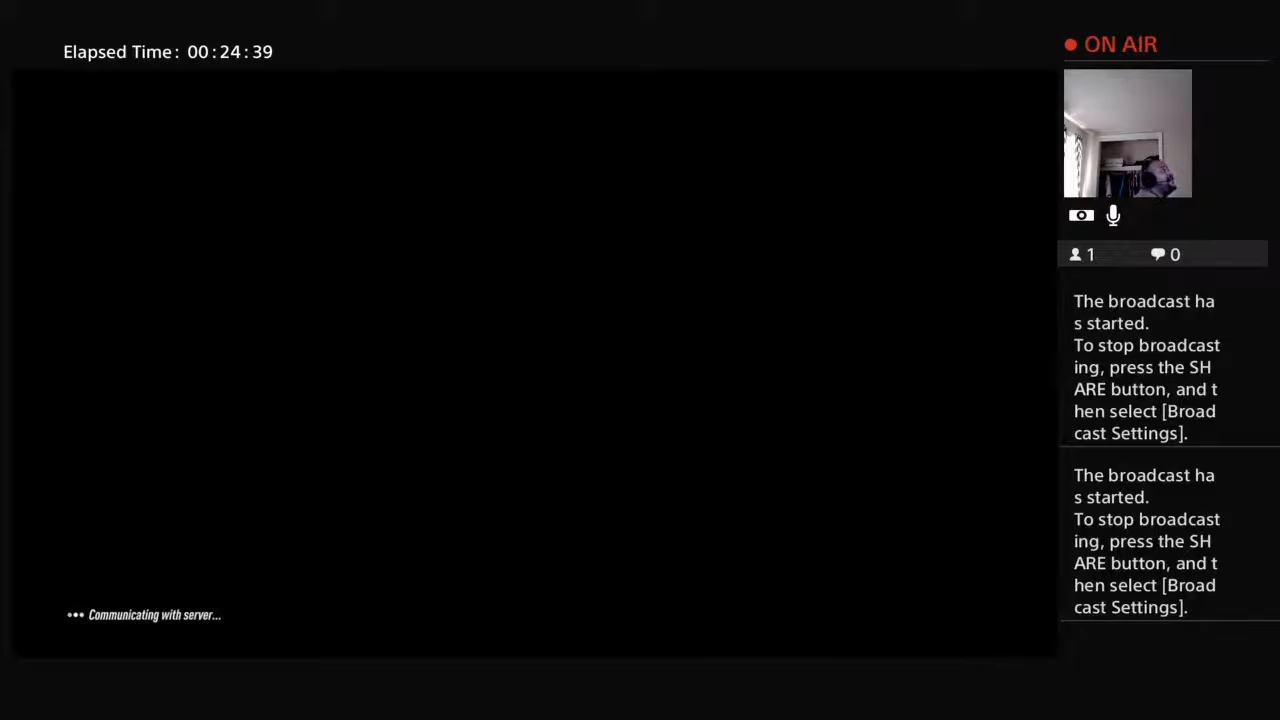 Elapsed Time: 00:24:39
ON AIR
1 0
The broadcast ha
s started.
To stop broadcast
ing, press the SH
ARE button, and t
hen select [Broad
cast Settings].
The broadcast ha
s started.
To stop broadcast
ing, press the SH
ARE button, and t
hen select [Broad
cast Settings].
Communicating with server...